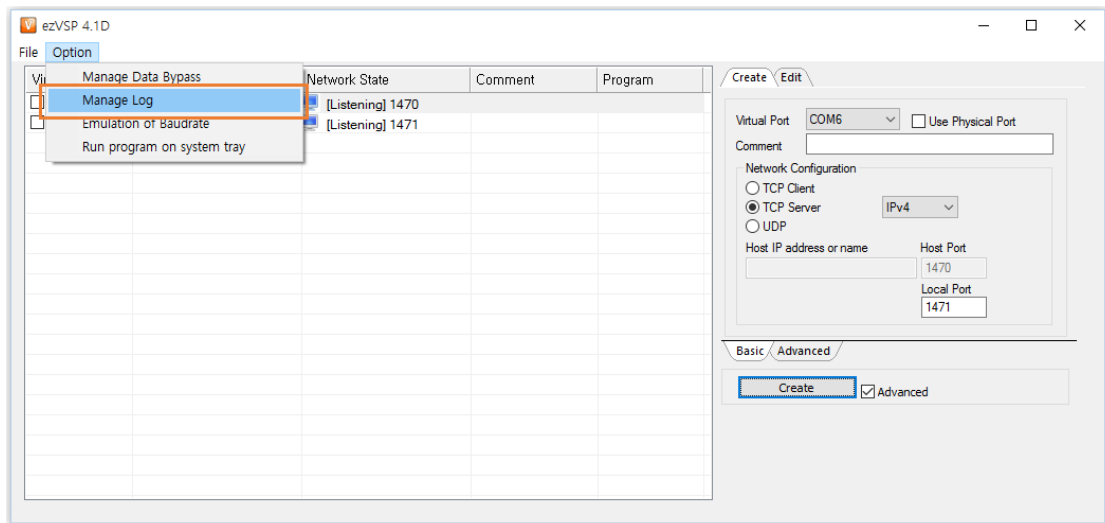 ezVSP 4.1D
File Option
Manage Data Bypass
Manage Log
Emulation of Baudrate
Run program on system tray
Network State Comment Program
[Listening] 1470
[Listening] 1471
Create Edit
Virtual Port COM6 Use Physical Port
Comment
Network Configuration
TCP Client
TCP Server IPv4
UDP
Host IP address or name Host Port
1470
Local Port
1471
Basic Advanced
Create Advanced